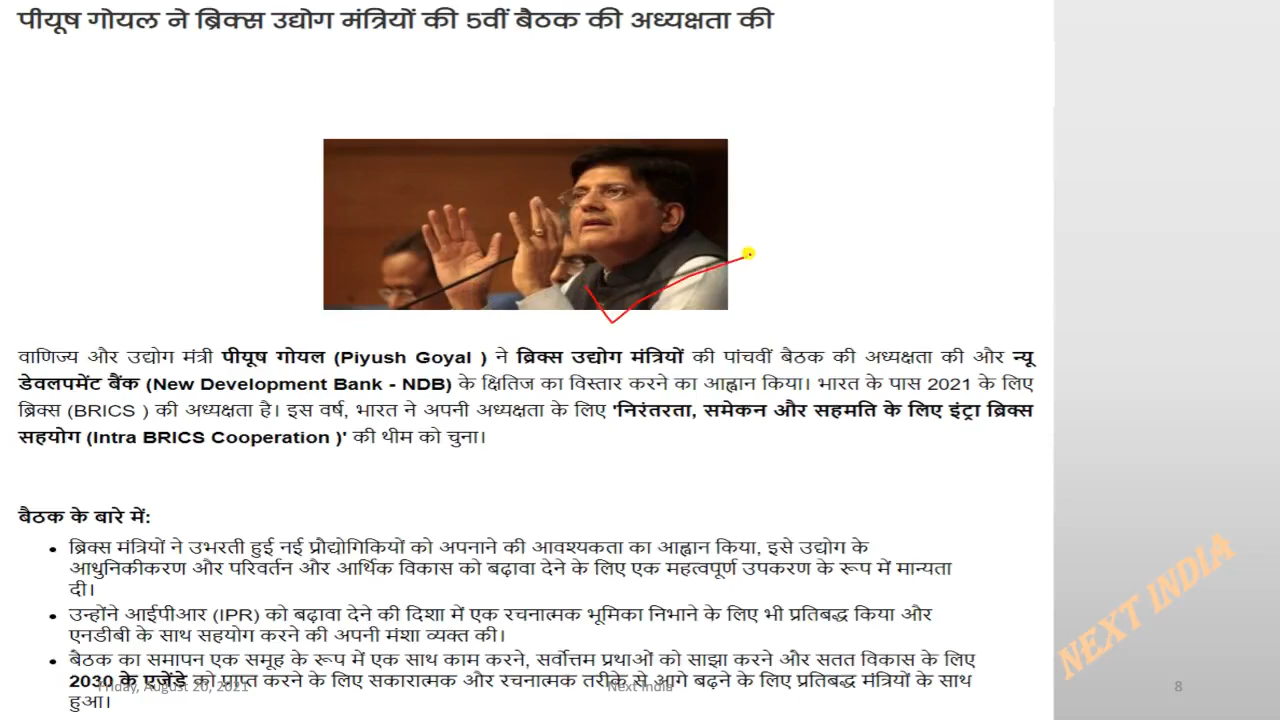 पीयूष गोयल ने ब्रिक्स उद्योग मंत्रियों की 5वीं बैठक की अध्यक्षता की
वाणिज्य और उद्योग मंत्री पीयूष गोयल (Piyush Goyal ) ने ब्रिक्स उद्योग मंत्रियों की पांचवीं बैठक की अध्यक्षता की और न्यू
डेवलपमेंट बैंक (New Development Bank - NDB) के क्षितिज का विस्तार करने का आह्वान किया। भारत के पास 2021 के लिए
ब्रिक्स (BRICS ) की अध्यक्षता है। इस वर्ष, भारत ने अपनी अध्यक्षता के लिए 'निरंतरता, समेकन और सहमति के लिए इंट्रा ब्रिक्स
सहयोग (Intra BRICS Cooperation )' की थीम को चुना।
बैठक के बारे में:
• ब्रिक्स मंत्रियों ने उभरती हुई नई प्रौद्योगिकियों को अपनाने की आवश्यकता का आह्वान किया, इसे उद्योग के
आधुनिकीकरण और परिवर्तन और आर्थिक विकास को बढ़ावा देने के लिए एक महत्वपूर्ण उपकरण के रूप में मान्यता
दी।
• उन्होंने आईपीआर (IPR) को बढ़ावा देने की दिशा में एक रचनात्मक भूमिका निभाने के लिए भी प्रतिबद्ध किया और
एनडीबी के साथ सहयोग करने की अपनी मंशा व्यक्त की।
• बैठक का समापन एक समूह के रूप में एक साथ काम करने, सर्वोत्तम प्रथाओं को साझा करने और सतत विकास के लिए
2030 के एजेंडे को प्राप्त करने के लिए सकारात्मक और रचनात्मक तरीके से आगे बढ़ने के लिए प्रतिबद्ध मंत्रियों के साथ
हुआ।
Friday, August 20, 2021
Next India
8
NEXT INDIA